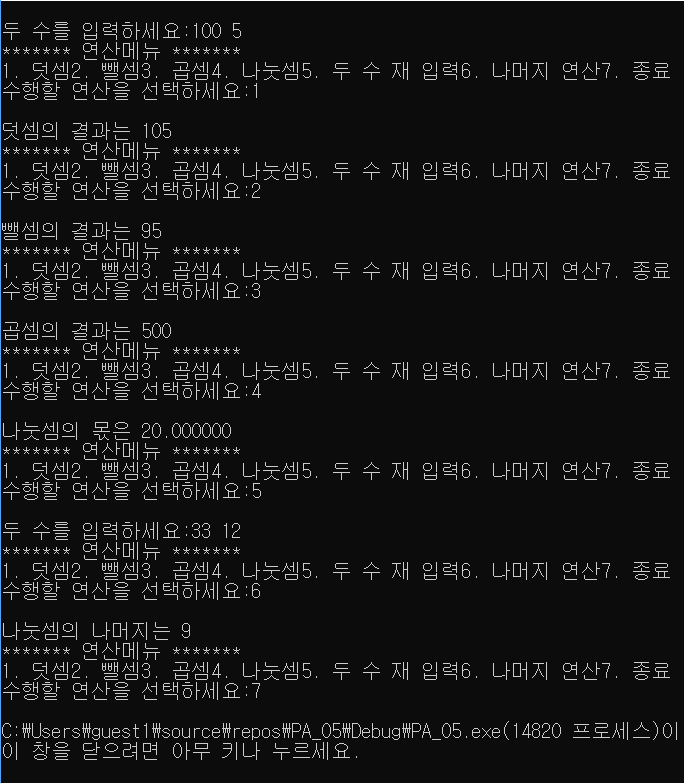 두 수를 입력하세요:100 5
******* 연산메뉴 *******
1. 덧셈2. 뺄셈3. 곱셈4. 나눗셈5. 두 수 재 입력6. 나머지 연산7. 종료
수행할 연산을 선택하세요:1
덧셈의 결과는 105
******* 연산메뉴 *******
1. 덧셈2. 뺄셈3. 곱셈4. 나눗셈5. 두 수 재 입력6. 나머지 연산7. 종료
수행할 연산을 선택하세요:2
뺄셈의 결과는 95
******* 연산메뉴 *******
1. 덧셈2. 뺄셈3. 곱셈4. 나눗셈5. 두 수 재 입력6. 나머지 연산7. 종료
수행할 연산을 선택하세요:3
곱셈의 결과는 500
******* 연산메뉴 *******
1. 덧셈2. 뺄셈3. 곱셈4. 나눗셈5. 두 수 재 입력6. 나머지 연산7. 종료
수행할 연산을 선택하세요:4
나눗셈의 몫은 20.000000
******* 연산메뉴 *******
1. 덧셈2. 뺄셈3. 곱셈4. 나눗셈5. 두 수 재 입력6. 나머지 연산7. 종료
수행할 연산을 선택하세요:5
두 수를 입력하세요:33 12
******* 연산메뉴 *******
1. 덧셈2. 뺄셈3. 곱셈4. 나눗셈5. 두 수 재 입력6. 나머지 연산7. 종료
수행할 연산을 선택하세요:6
나눗셈의 나머지는 9
******* 연산메뉴 *******
1. 덧셈2. 뺄셈3. 곱셈4. 나눗셈5. 두 수 재 입력6. 나머지 연산7. 종료
수행할 연산을 선택하세요:7
C:₩Users₩guest1₩source₩repos₩PA_05₩Debug₩PA_05.exe(14820 프로세스)이
이 창을 닫으려면 아무 키나 누르세요.